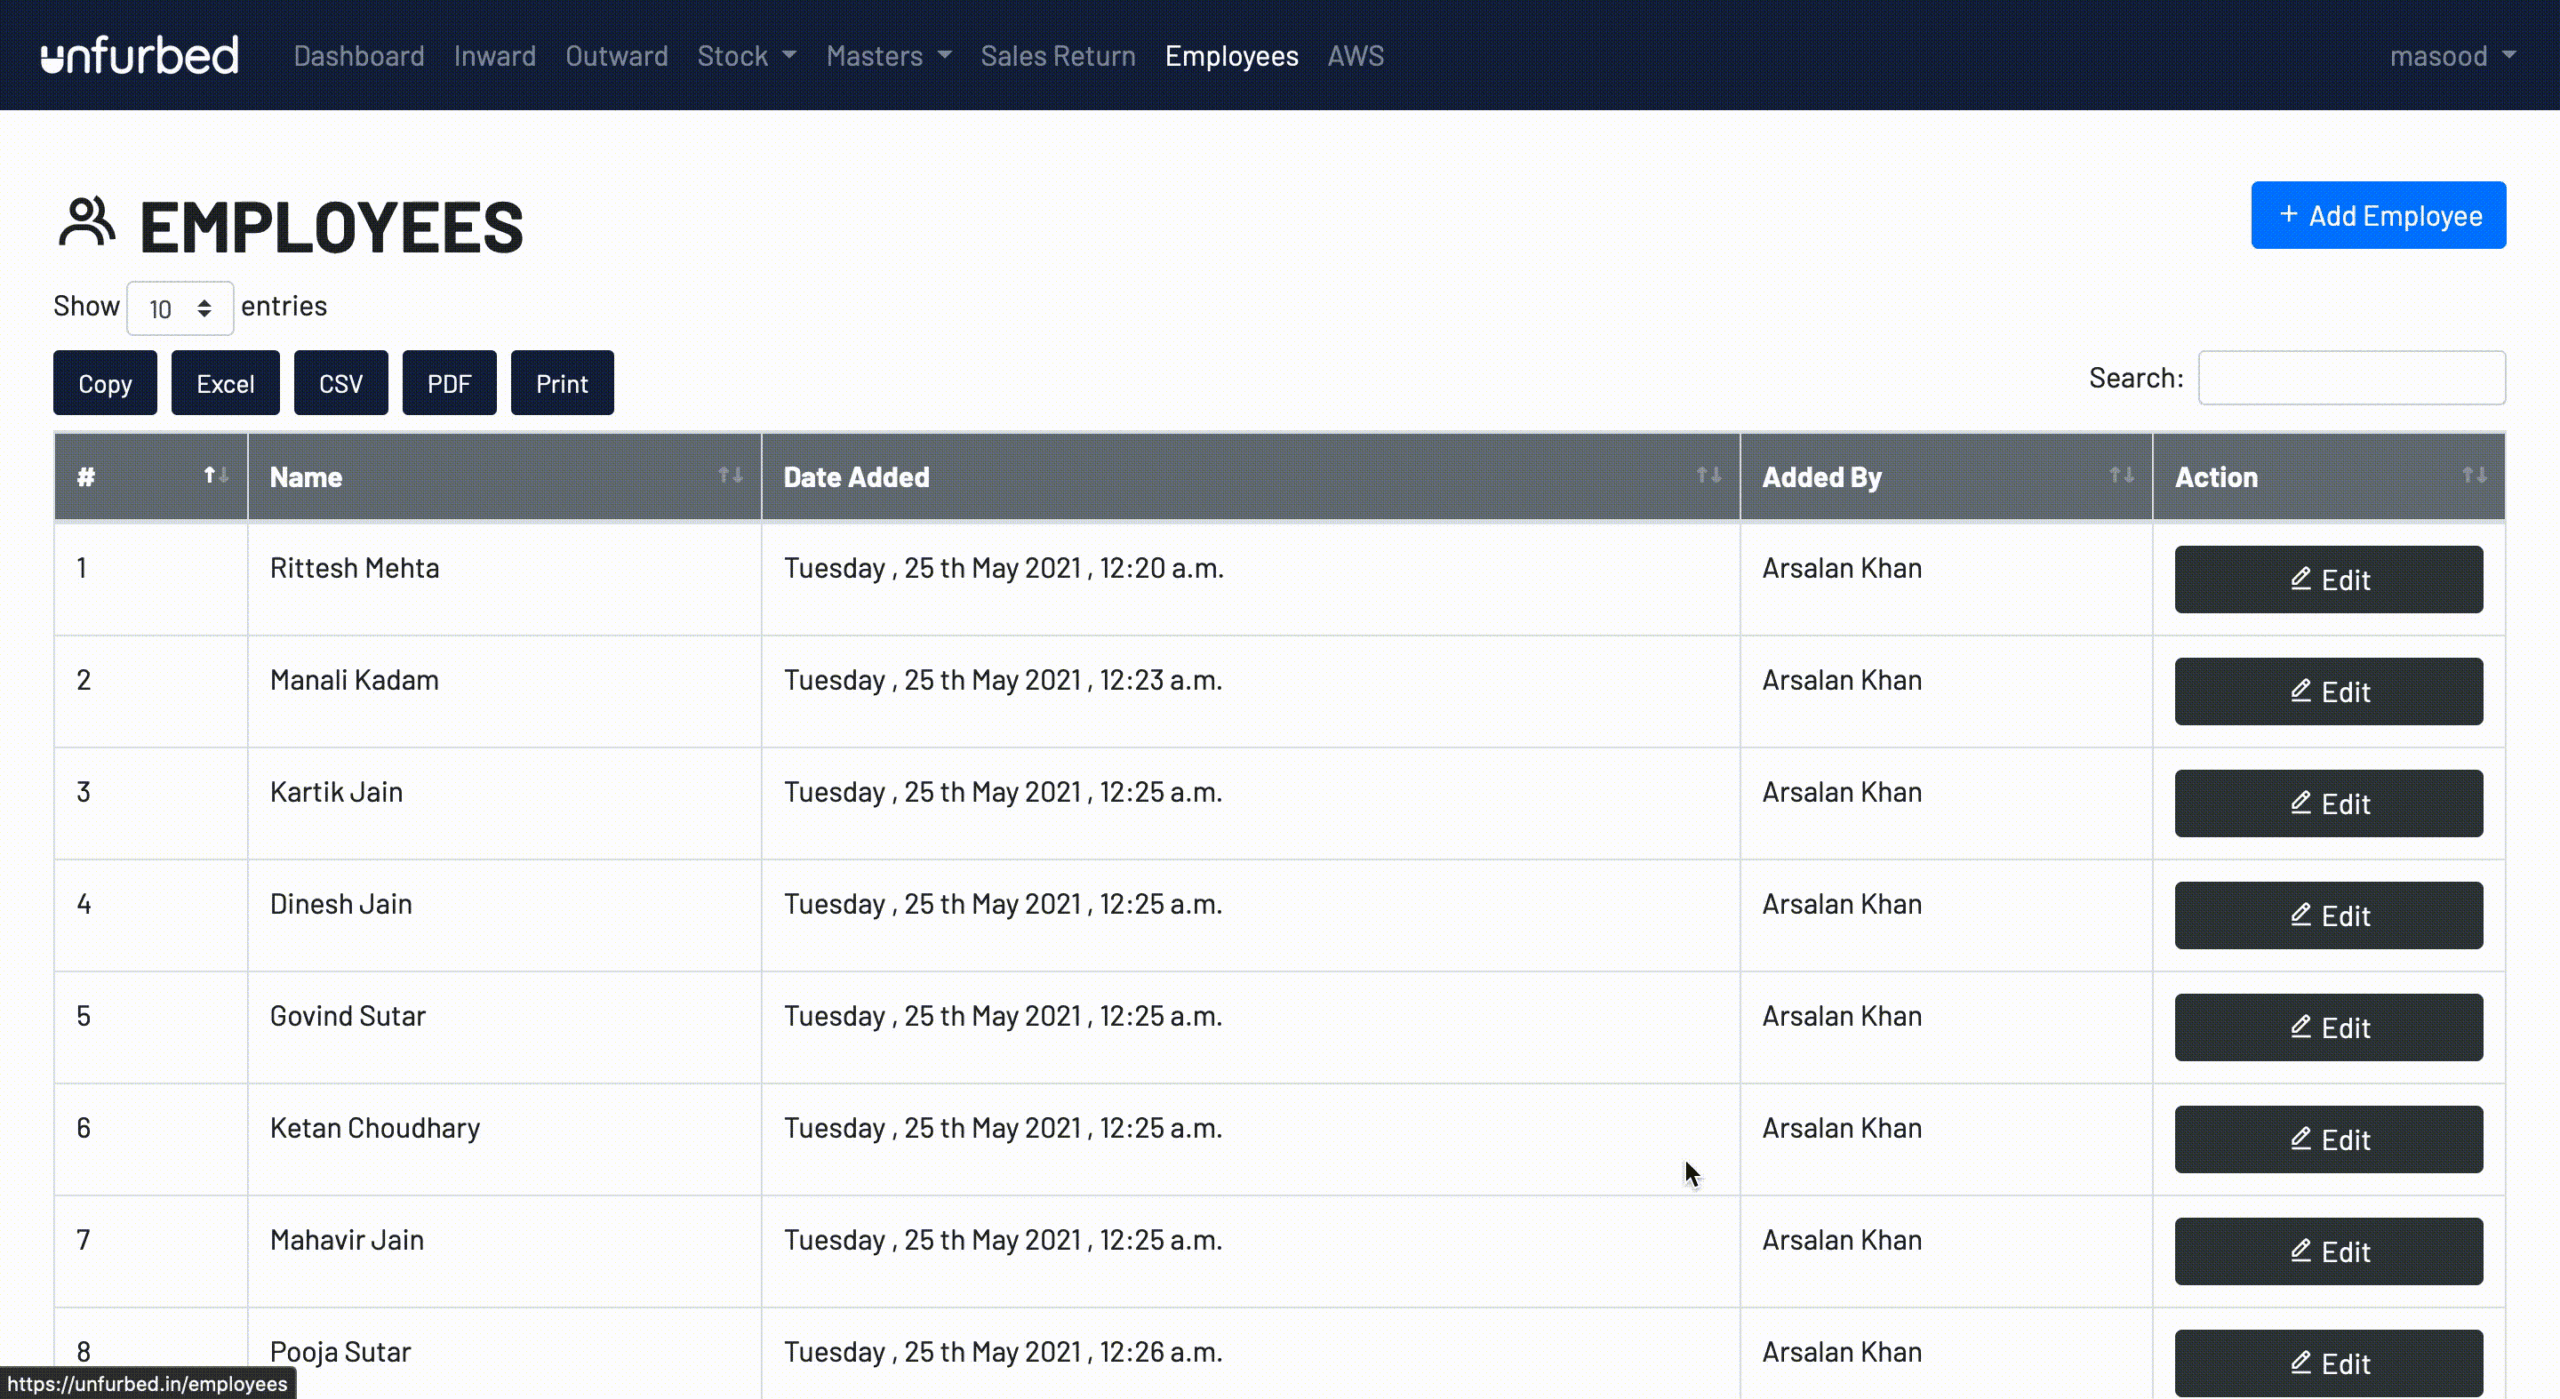 unfurbed Dashboard Inward Outward Stock Masters Sales Return Employees AWS masood
EMPLOYEES
+ Add Employee
Show 10 entries
Copy Excel CSV PDF Print Search:
# Name Date Added Added By Action
1 Rittesh Mehta Tuesday , 25 th May 2021 , 12:20 a.m. Arsalan Khan Edit
2 Manali Kadam Tuesday , 25 th May 2021 , 12:23 a.m. Arsalan Khan Edit
3 Kartik Jain Tuesday , 25 th May 2021 , 12:25 a.m. Arsalan Khan Edit
4 Dinesh Jain Tuesday , 25 th May 2021 , 12:25 a.m. Arsalan Khan Edit
5 Govind Sutar Tuesday , 25 th May 2021 , 12:25 a.m. Arsalan Khan Edit
6 Ketan Choudhary Tuesday , 25 th May 2021 , 12:25 a.m. Arsalan Khan Edit
7 Mahavir Jain Tuesday , 25 th May 2021 , 12:25 a.m. Arsalan Khan Edit
8 Pooja Sutar Tuesday , 25 th May 2021 , 12:26 a.m. Arsalan Khan Edit
https://unfurbed.in/employees